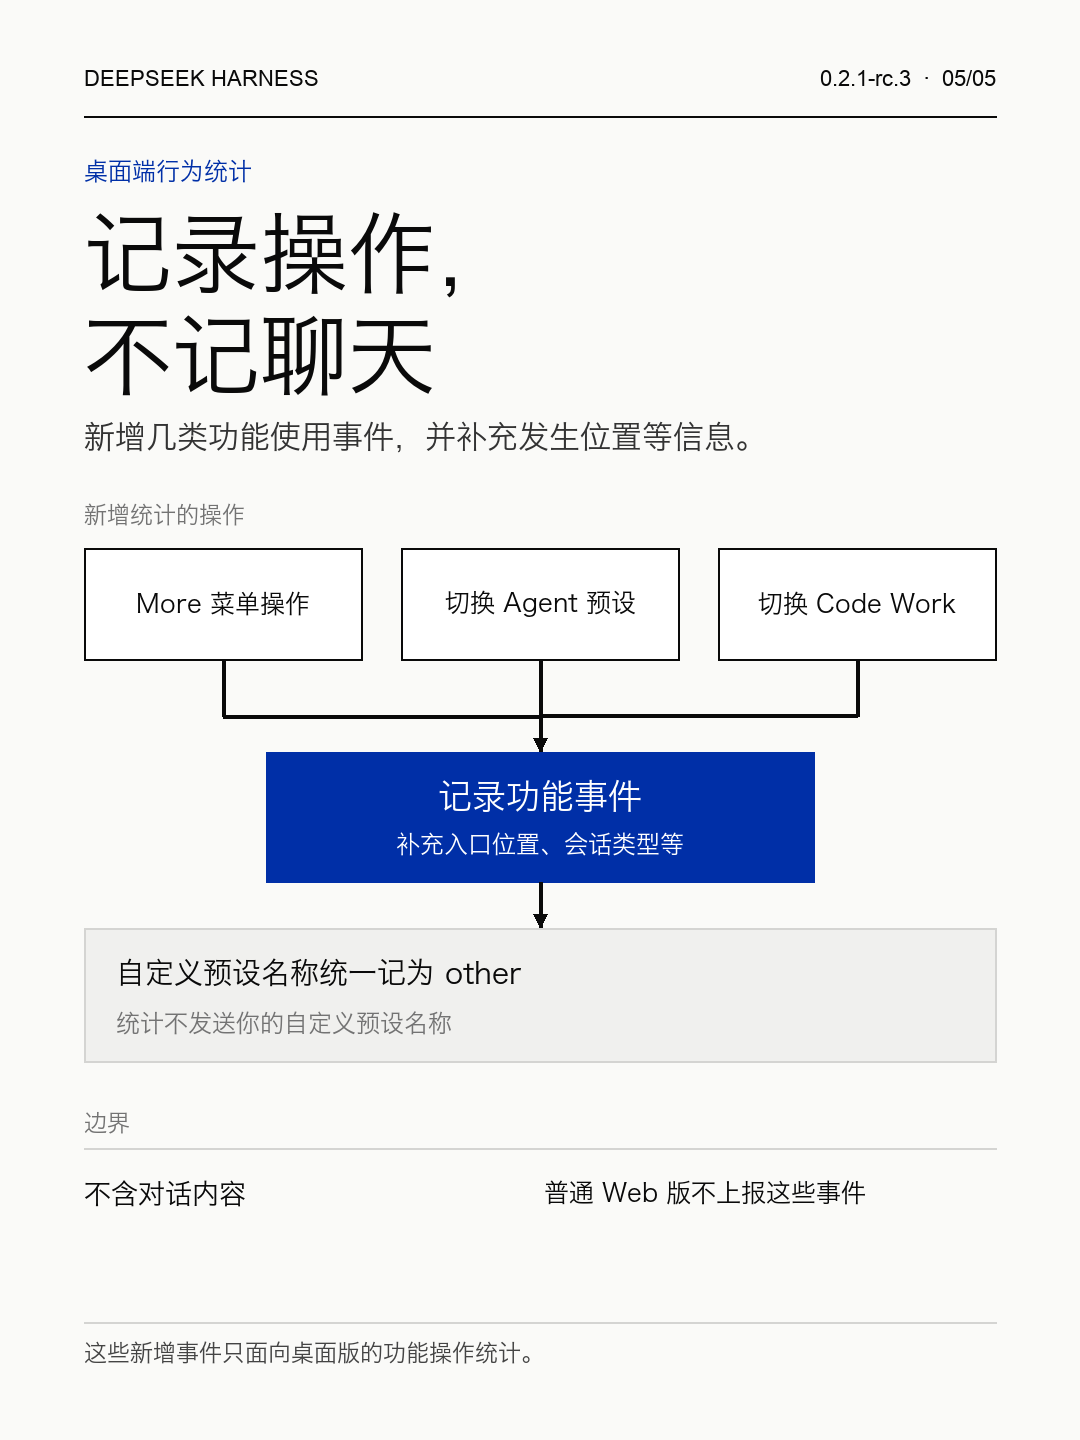 DEEPSEEK HARNESS
0.2.1-rc.3 · 05/05
桌面端行为统计
记录操作,
不记聊天
新增几类功能使用事件，并补充发生位置等信息。
新增统计的操作
More 菜单操作
切换 Agent 预设
切换 Code Work
记录功能事件
补充入口位置、会话类型等
自定义预设名称统一记为 other
统计不发送你的自定义预设名称
边界
不含对话内容
普通 Web 版不上报这些事件
这些新增事件只面向桌面版的功能操作统计。